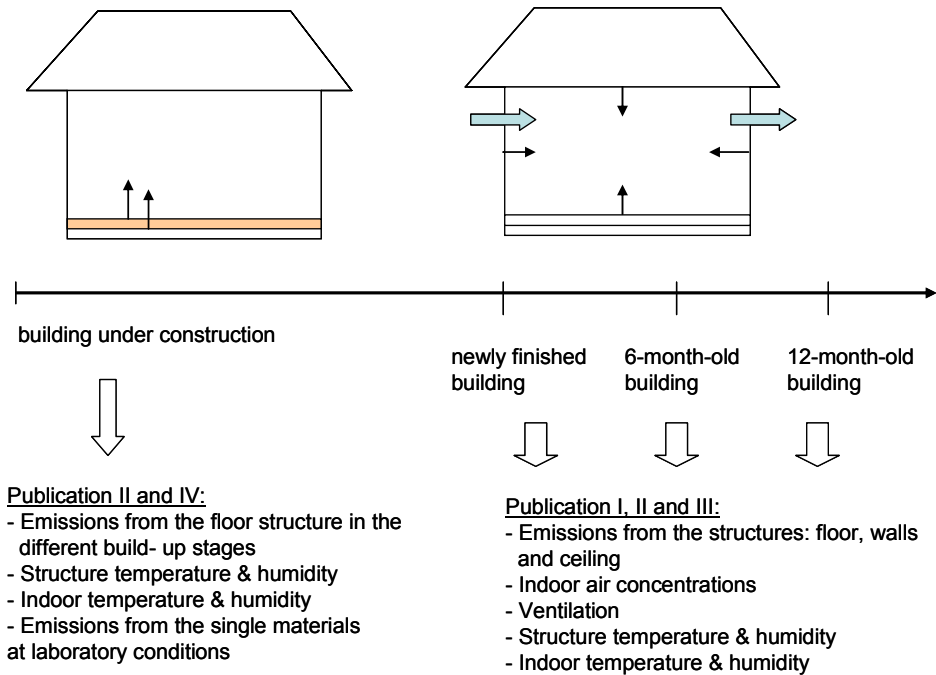 building under construction
newly finished
building
6-month-old
building
12-month-old
building
Publication II and IV:
- Emissions from the floor structure in the
different build- up stages
- Structure temperature & humidity
- Indoor temperature & humidity
- Emissions from the single materials
at laboratory conditions
Publication I, II and III:
- Emissions from the structures: floor, walls
and ceiling
- Indoor air concentrations
- Ventilation
- Structure temperature & humidity
- Indoor temperature & humidity